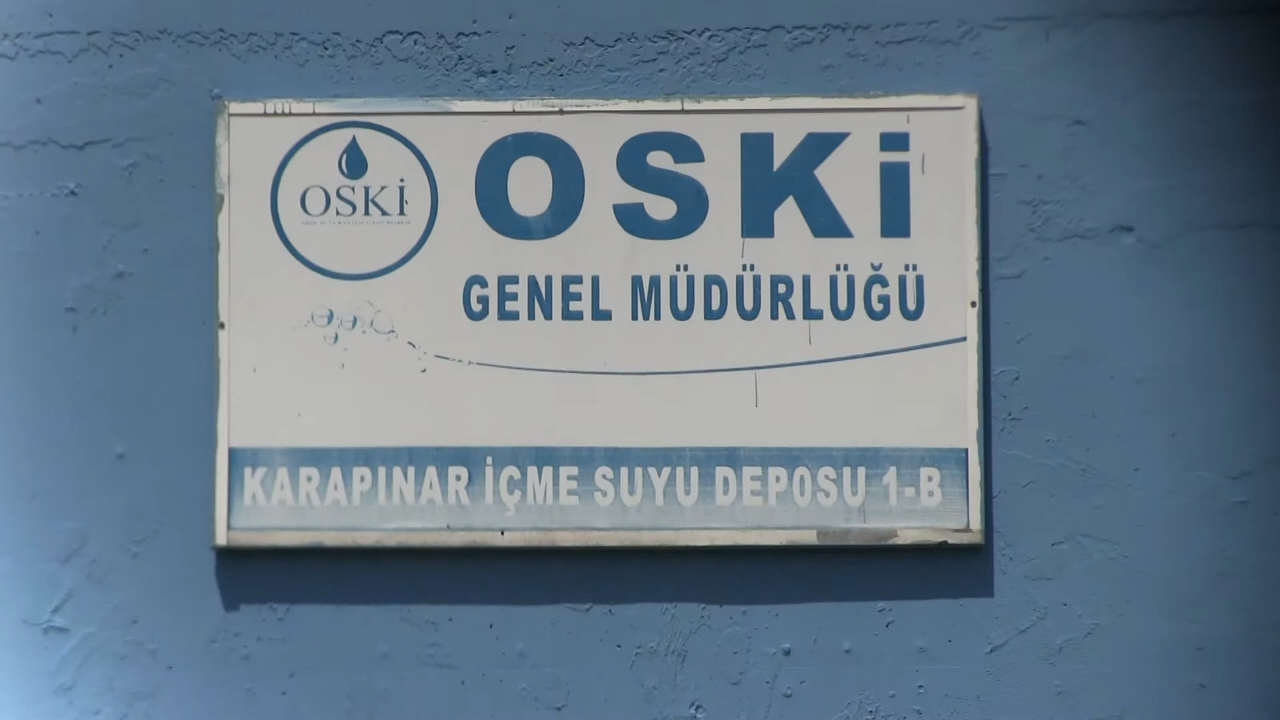 OSKİ
OSKİ
GENEL MÜDÜRLÜĞÜ
KARAPINAR İÇME SUYU DEPOSU 1-B